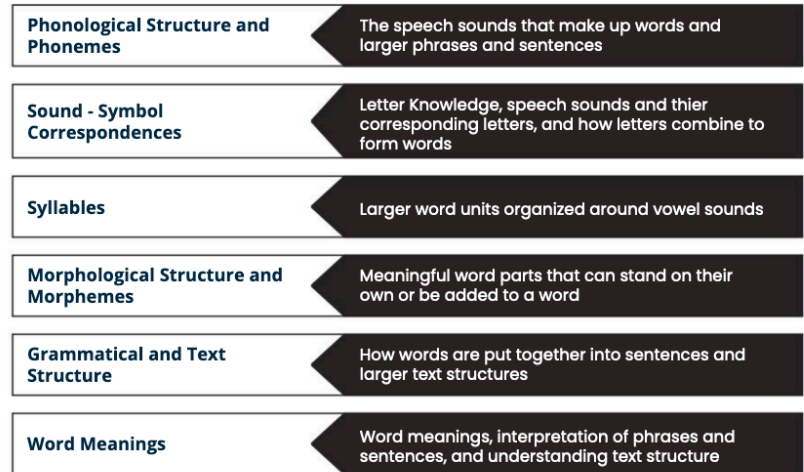 Phonological Structure and
Phonemes
The speech sounds that make up words and
larger phrases and sentences
Sound - Symbol
Correspondences
Letter Knowledge, speech sounds and thier
corresponding letters, and how letters combine to
form words
Syllables
Larger word units organized around vowel sounds
Morphological Structure and
Morphemes
Meaningful word parts that can stand on their
own or be added to a word
Grammatical and Text
Structure
How words are put together into sentences and
larger text structures
Word Meanings
Word meanings, interpretation of phrases and
sentences, and understanding text structure